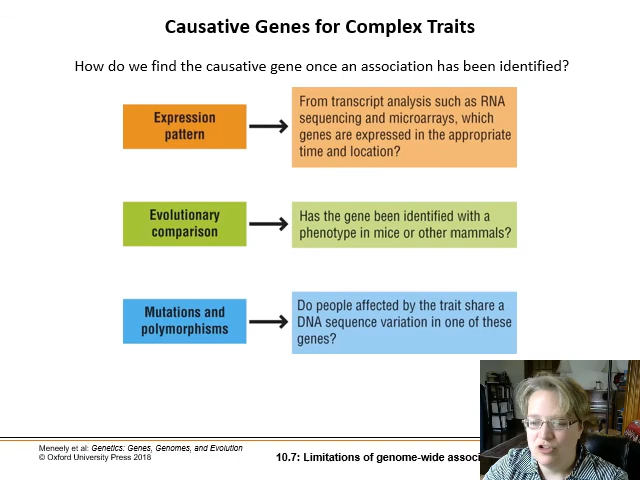 Causative Genes for Complex Traits
How do we find the causative gene once an association has been identified?
Expression
pattern
From transcript analysis such as RNA
sequencing and microarrays, which
genes are expressed in the appropriate
time and location?
Evolutionary
comparison
Has the gene been identified with a
phenotype in mice or other mammals?
Mutations and
polymorphisms
Do people affected by the trait share a
DNA sequence variation in one of these
genes?
Meneely et al: Genetics: Genes, Genomes, and Evolution
© Oxford University Press 2018
10.7: Limitations of genome-wide associ